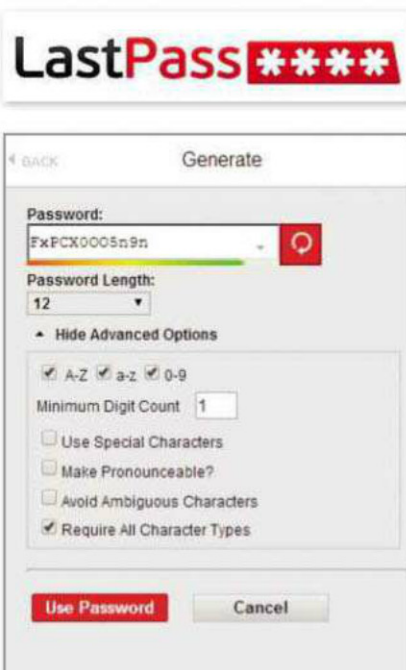 LastPass ****
BACK
Generate
Password:
FxPCX0OO5n9n
Password Length:
12
Hide Advanced Options
A-Z a-z 0-9
Minimum Digit Count 1
Use Special Characters
Make Pronounceable?
Avoid Ambiguous Characters
Require All Character Types
Use Password Cancel